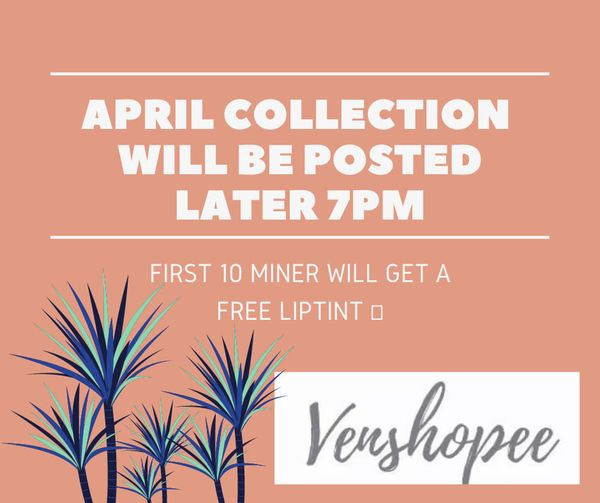 APRIL COLLECTION
WILL BE POSTED
LATER 7PM
FIRST 10 MINER WILL GET A
FREE LIPTINT
Venshopee